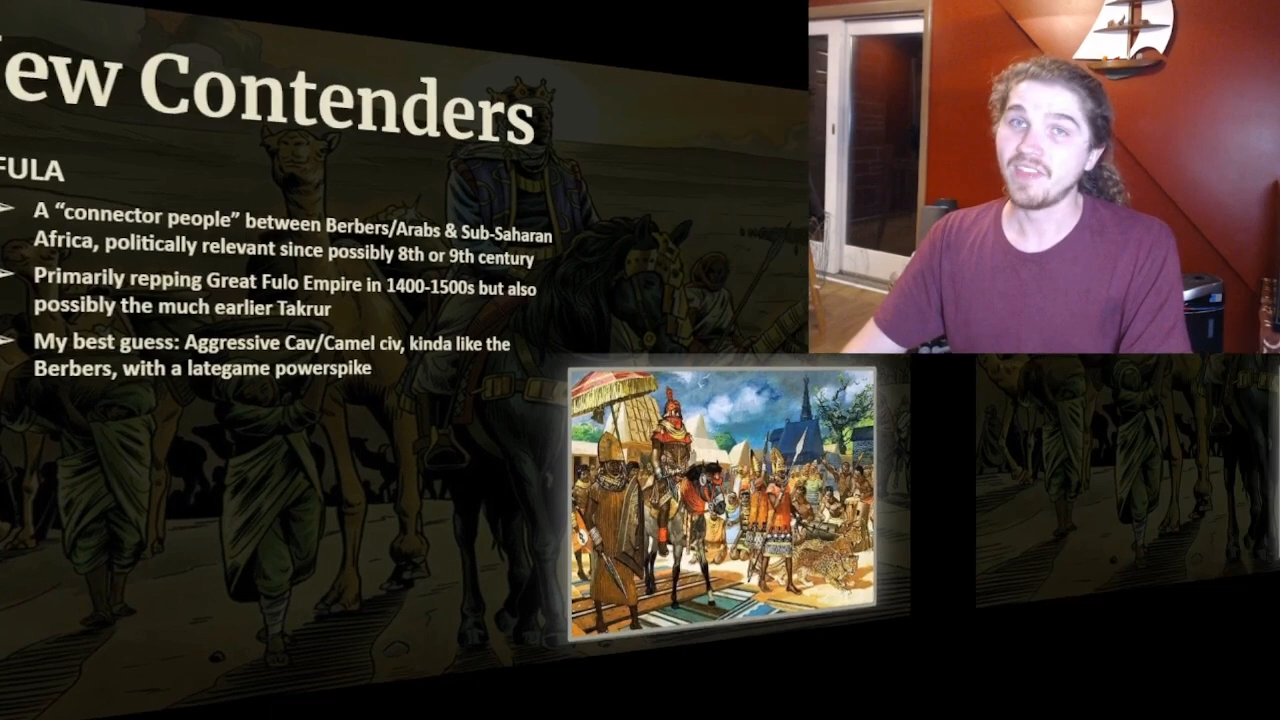 ew Contenders
FULA
A “connector people” between Berbers/Arabs & Sub-Saharan
Africa, politically relevant since possibly 8th or 9th century
Primarily repping Great Fulo Empire in 1400-1500s but also
possibly the much earlier Takrur
My best guess: Aggressive Cav/Camel civ, kinda like the
Berbers, with a lategame powerspike